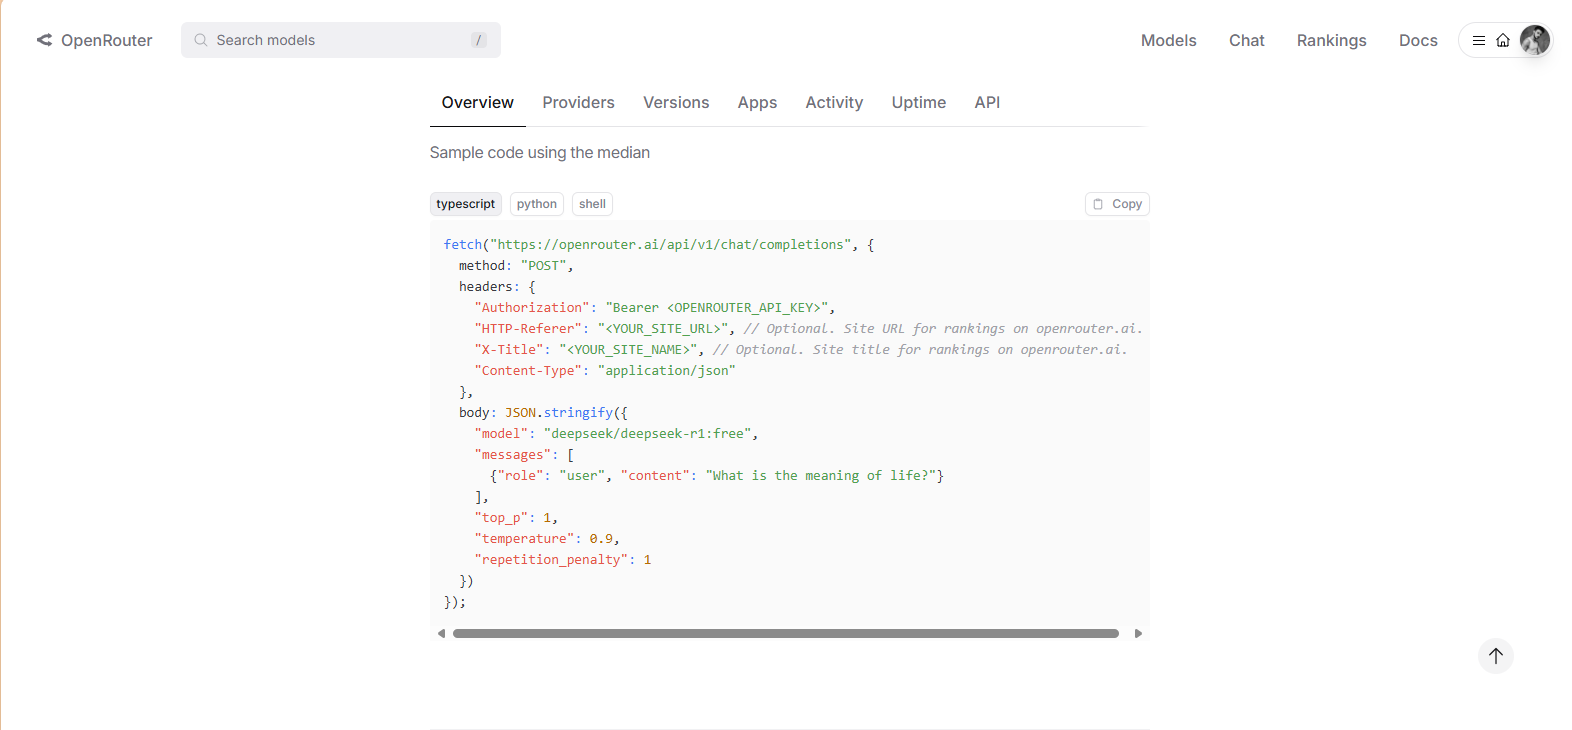 OpenRouter
Search models
/
Models
Chat
Rankings
Docs
Overview
Providers
Versions
Apps
Activity
Uptime
API
Sample code using the median
typescript
python
shell
Copy
fetch("https://openrouter.ai/api/v1/chat/completions", {
  method: "POST",
  headers: {
    "Authorization": "Bearer <OPENROUTER_API_KEY>",
    "HTTP-Referer": "<YOUR_SITE_URL>", // Optional. Site URL for rankings on openrouter.ai.
    "X-Title": "<YOUR_SITE_NAME>", // Optional. Site title for rankings on openrouter.ai.
    "Content-Type": "application/json"
  },
  body: JSON.stringify({
    "model": "deepseek/deepseek-r1:free",
    "messages": [
      {"role": "user", "content": "What is the meaning of life?"}
    ],
    "top_p": 1,
    "temperature": 0.9,
    "repetition_penalty": 1
  })
});